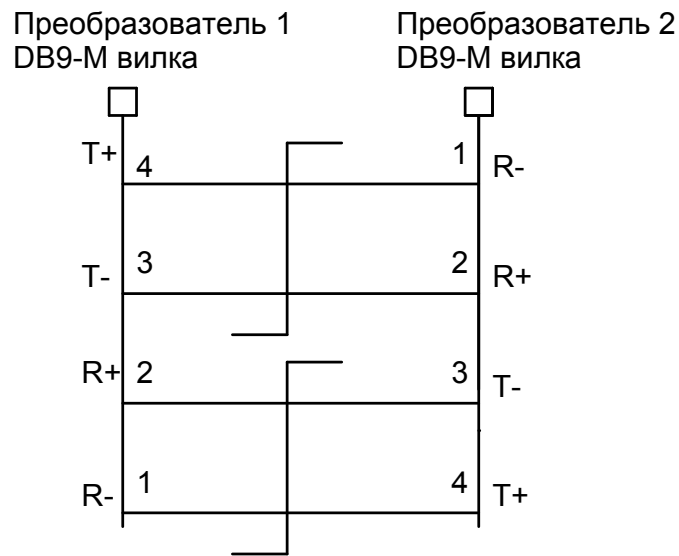 Преобразователь 1 Преобразователь 2
DB9-M вилка DB9-M вилка
T+ 4 1 R-
T- 3 2 R+
R+ 2 3 T-
R- 1 4 T+